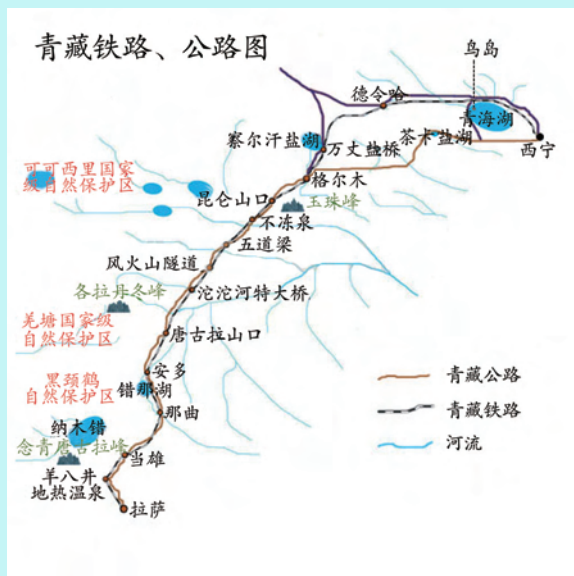 青藏铁路、公路图
鸟岛
德令哈
青海湖
察尔汗盐湖
万丈盐桥
茶卡盐湖
西宁
可可西里国家
级自然保护区
格尔木
昆仑山口
玉珠峰
不冻泉
五道梁
风火山隧道
各拉丹冬峰
沱沱河特大桥
羌塘国家级
自然保护区
唐古拉山口
黑颈鹤
自然保护区
安多
错那湖
青藏公路
那曲
青藏铁路
纳木错
念青唐古拉峰
河流
当雄
羊八井
地热温泉
拉萨